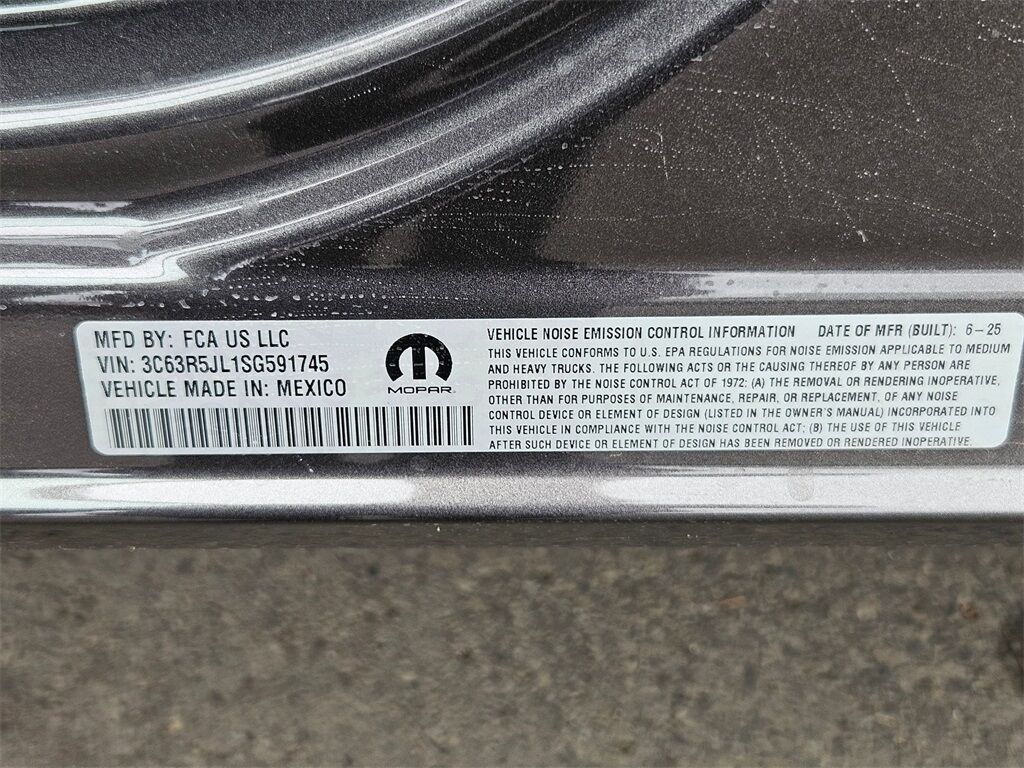 MFD BY: FCA US LLC
VIN: 3C63R5JL1SG591745
VEHICLE MADE IN: MEXICO
MOPAR
VEHICLE NOISE EMISSION CONTROL INFORMATION DATE OF MFR (BUILT): 6-25
THIS VEHICLE CONFORMS TO U.S. EPA REGULATIONS FOR NOISE EMISSION APPLICABLE TO MEDIUM
AND HEAVY TRUCKS. THE FOLLOWING ACTS OR THE CAUSING THEREOF BY ANY PERSON ARE
PROHIBITED BY THE NOISE CONTROL ACT OF 1972: (A) THE REMOVAL OR RENDERING INOPERATIVE,
OTHER THAN FOR PURPOSES OF MAINTENANCE, REPAIR, OR REPLACEMENT, OF ANY NOISE
CONTROL DEVICE OR ELEMENT OF DESIGN (LISTED IN THE OWNER'S MANUAL) INCORPORATED INTO
THIS VEHICLE IN COMPLIANCE WITH THE NOISE CONTROL ACT; (B) THE USE OF THIS VEHICLE
AFTER SUCH DEVICE OR ELEMENT OF DESIGN HAS BEEN REMOVED OR RENDERED INOPERATIVE.